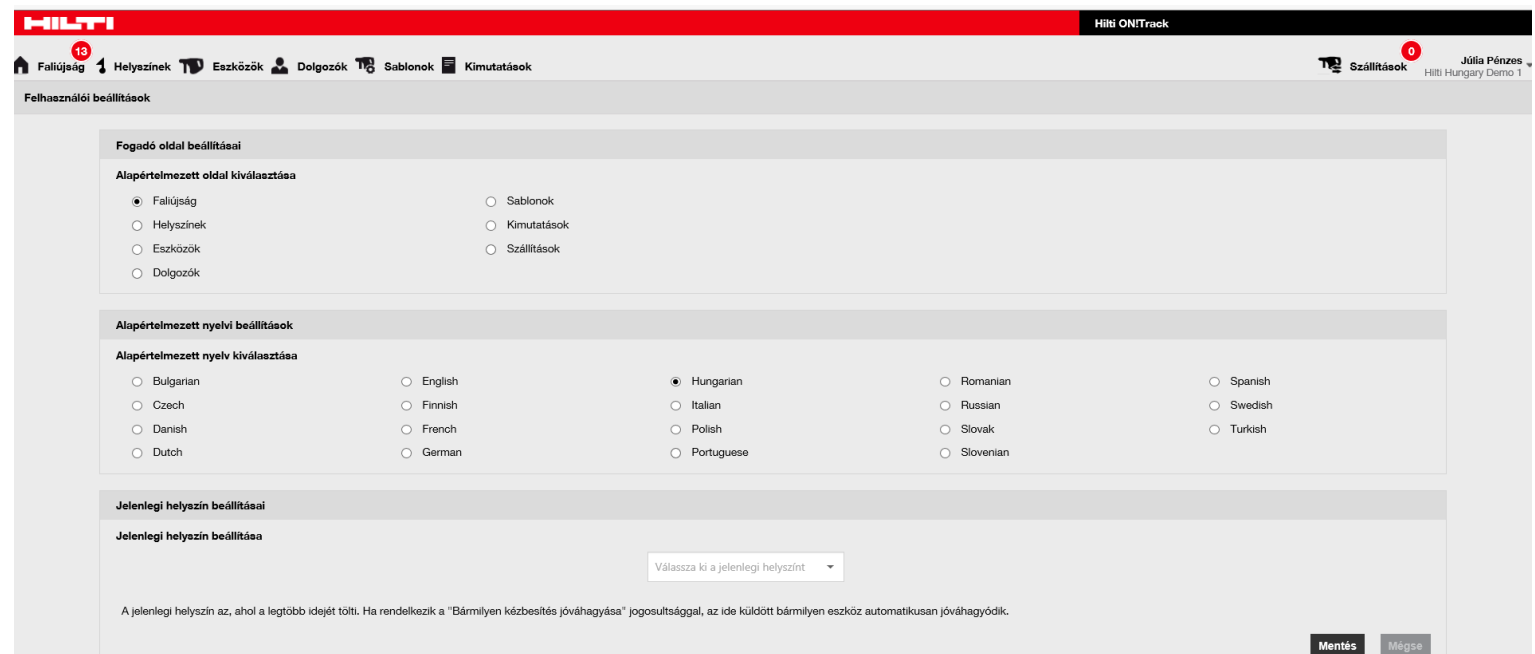 HILTI
Hilti ON!Track
13
0
Faliújság Helyszínek Eszközök Dolgozók Sablonok Kimutatások Szállítások Júlia Pénzes
Hilti Hungary Demo 1
Felhasználói beállítások
Fogadó oldal beállításai
Alapértelmezett oldal kiválasztása
Faliújság Sablonok
Helyszínek Kimutatások
Eszközök Szállítások
Dolgozók
Alapértelmezett nyelvi beállítások
Alapértelmezett nyelv kiválasztása
Bulgarian English Hungarian Romanian Spanish
Czech Finnish Italian Russian Swedish
Danish French Polish Slovak Turkish
Dutch German Portuguese Slovenian
Jelenlegi helyszín beállításai
Jelenlegi helyszín beállítása
Válassza ki a jelenlegi helyszínt
A jelenlegi helyszín az, ahol a legtöbb idejét tölti. Ha rendelkezik a "Bármilyen kézbesítés jóváhagyása" jogosultsággal, az ide küldött bármilyen eszköz automatikusan jóváhagyódik.
Mentés Mégse